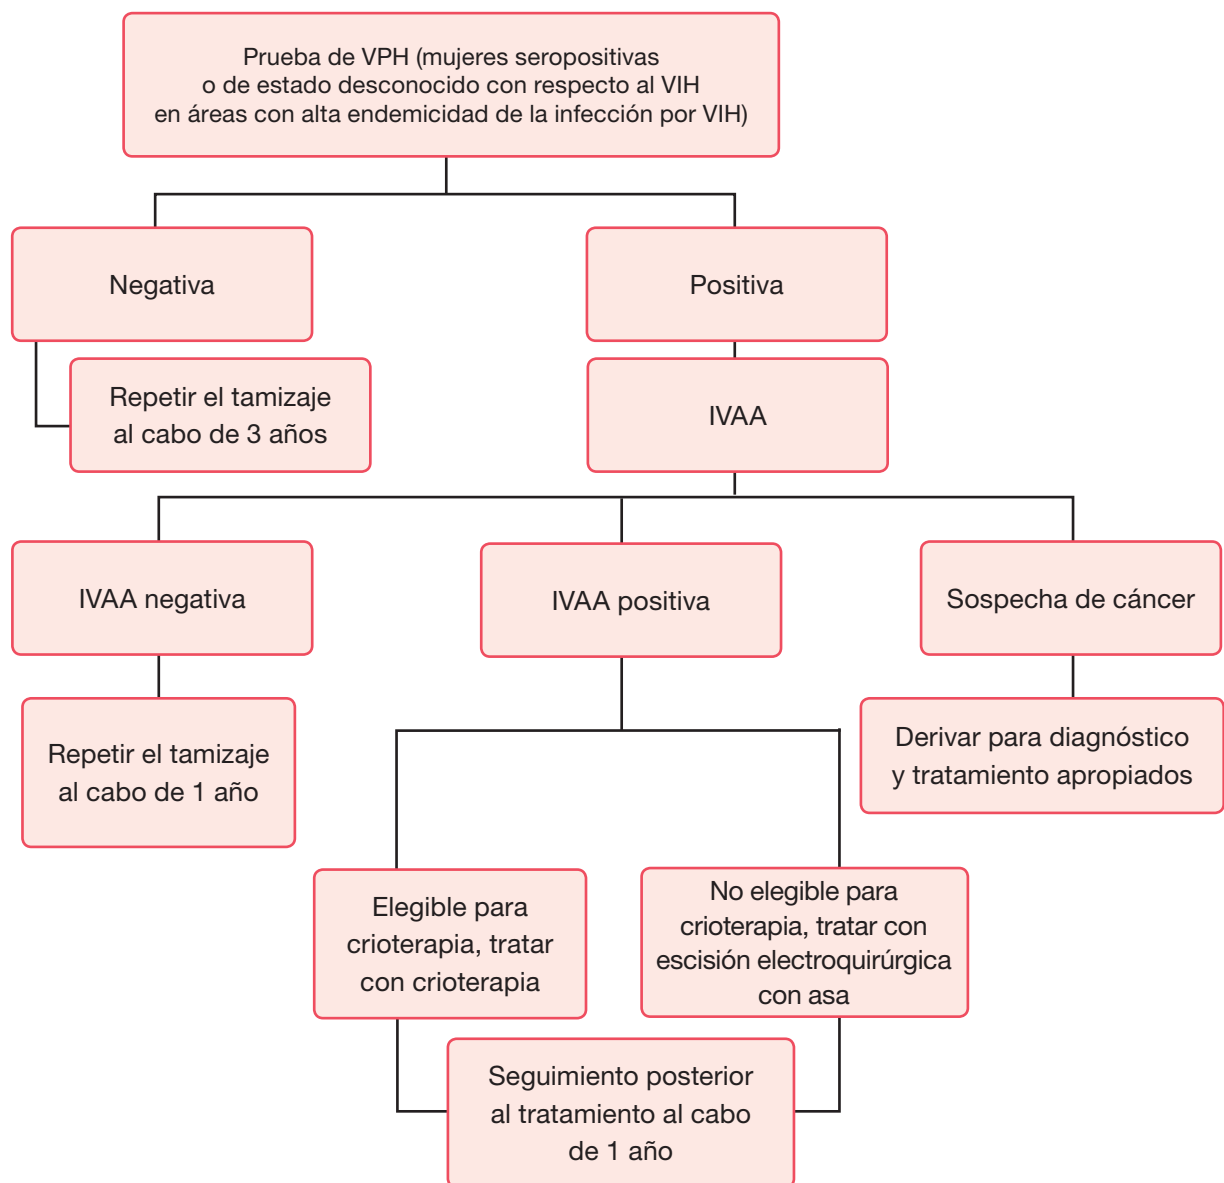 Prueba de VPH (mujeres seropositivas
o de estado desconocido con respecto al VIH
en áreas con alta endemicidad de la infección por VIH)
Negativa
Positiva
Repetir el tamizaje
al cabo de 3 años
IVAA
IVAA negativa
IVAA positiva
Sospecha de cáncer
Repetir el tamizaje
al cabo de 1 año
Derivar para diagnóstico
y tratamiento apropiados
Elegible para
crioterapia, tratar
con crioterapia
No elegible para
crioterapia, tratar con
escisión electroquirúrgica
con asa
Seguimiento posterior
al tratamiento al cabo
de 1 año